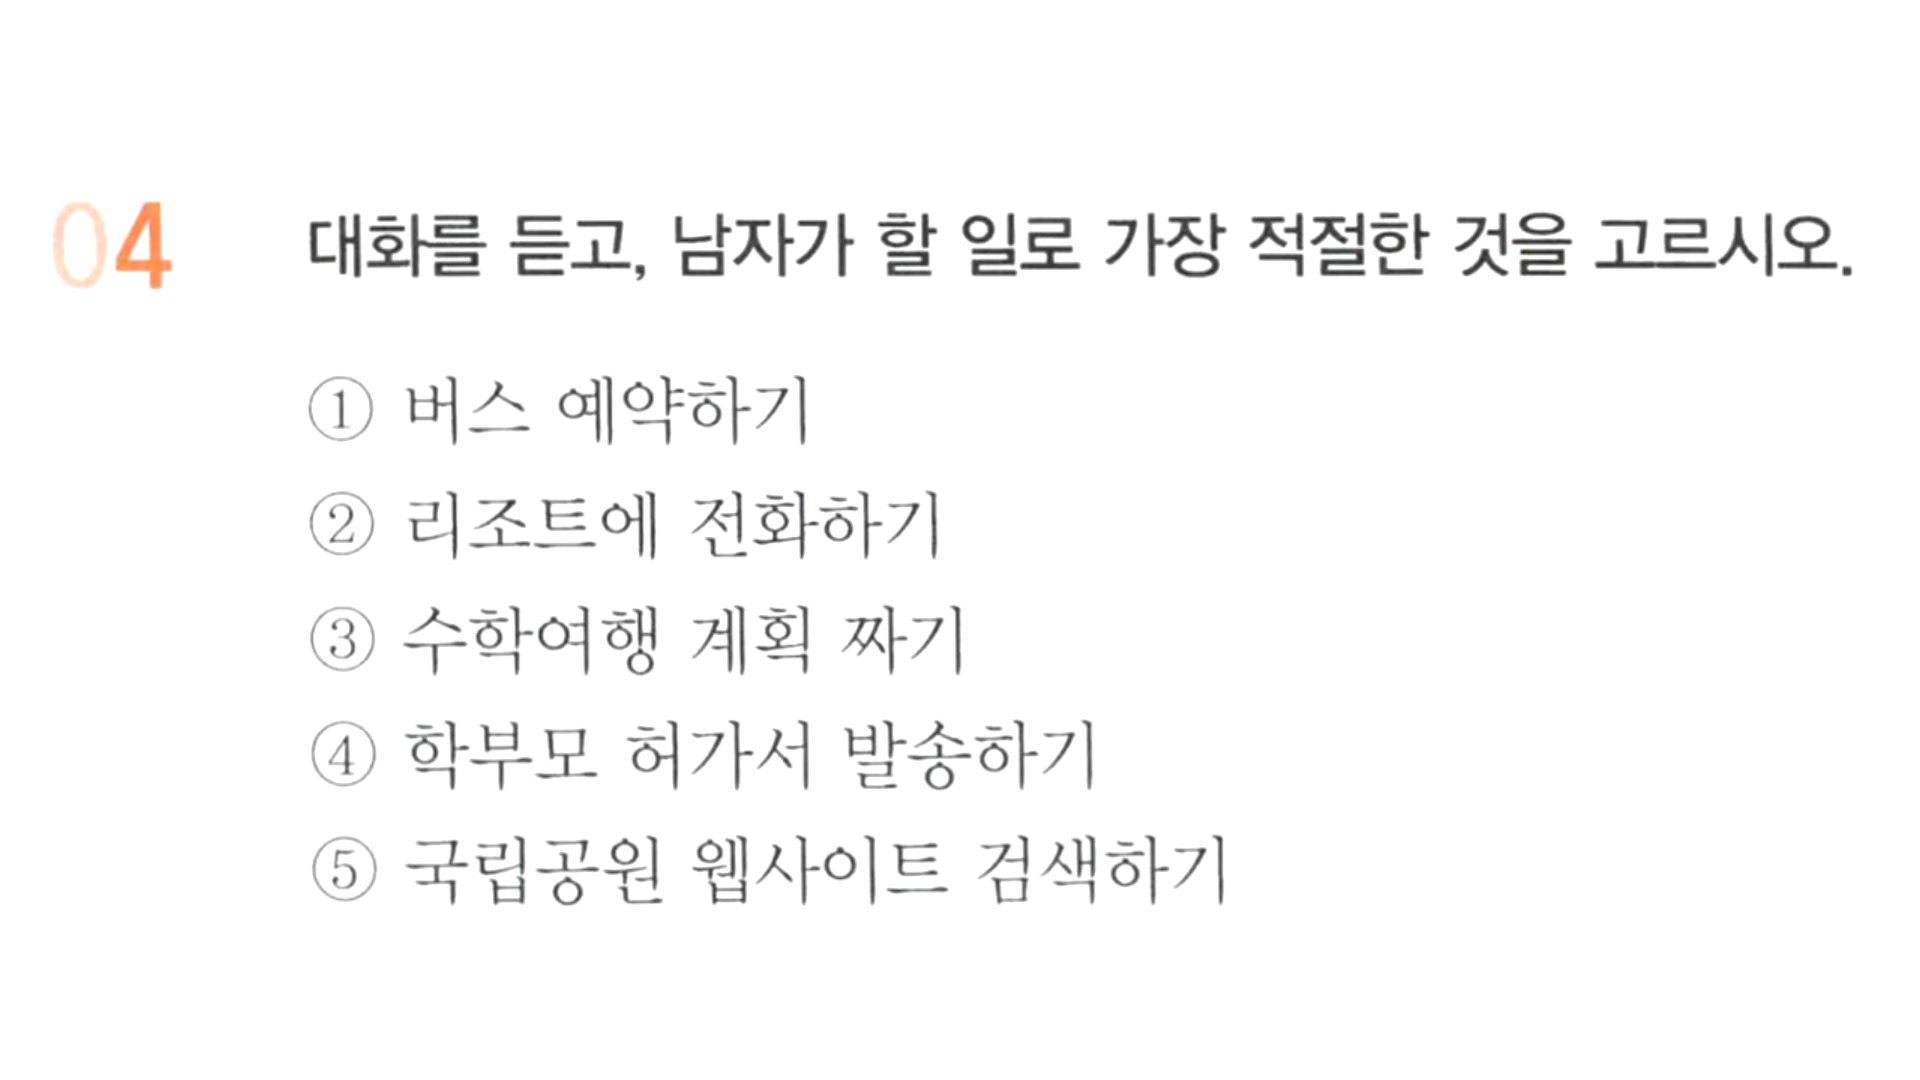 04 대화를 듣고, 남자가 할 일로 가장 적절한 것을 고르시오.
① 버스 예약하기
② 리조트에 전화하기
③ 수학여행 계획 짜기
④ 학부모 허가서 발송하기
⑤ 국립공원 웹사이트 검색하기